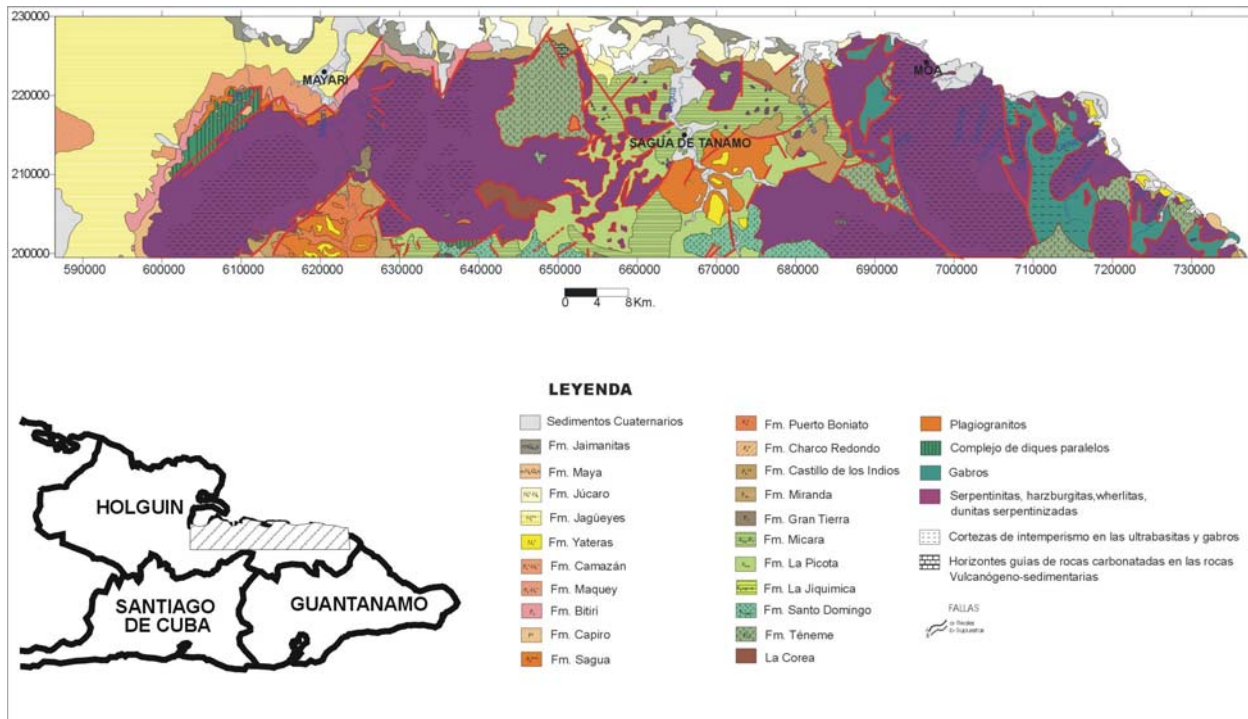 230000
220000
210000
200000
MAYARI
SAGUA DE TANAMO
MOA
590000 600000 610000 620000 630000 640000 650000 660000 670000 680000 690000 700000 710000 720000 730000
0 4 8Km.
HOLGUIN
SANTIAGO
DE CUBA
GUANTANAMO
LEYENDA
Sedimentos Cuaternarios
Fm. Jaimanitas
Fm. Maya
Fm. Júcaro
Fm. Jagüeyes
Fm. Yateras
Fm. Camazán
Fm. Maquey
Fm. Bitiri
Fm. Capiro
Fm. Sagua
Fm. Puerto Boniato
Fm. Charco Redondo
Fm. Castillo de los Indios
Fm. Miranda
Fm. Gran Tierra
Fm. Micara
Fm. La Picota
Fm. La Jiquimica
Fm. Santo Domingo
Fm. Téneme
La Corea
Plagiogranitos
Complejo de diques paralelos
Gabros
Serpentinitas, harzburgitas,wherlitas,
dunitas serpentinizadas
Cortezas de intemperismo en las ultrabasitas y gabros
Horizontes guías de rocas carbonatadas en las rocas
Vulcanógeno-sedimentarias
FALLAS
a-Reales
b-Supuestas